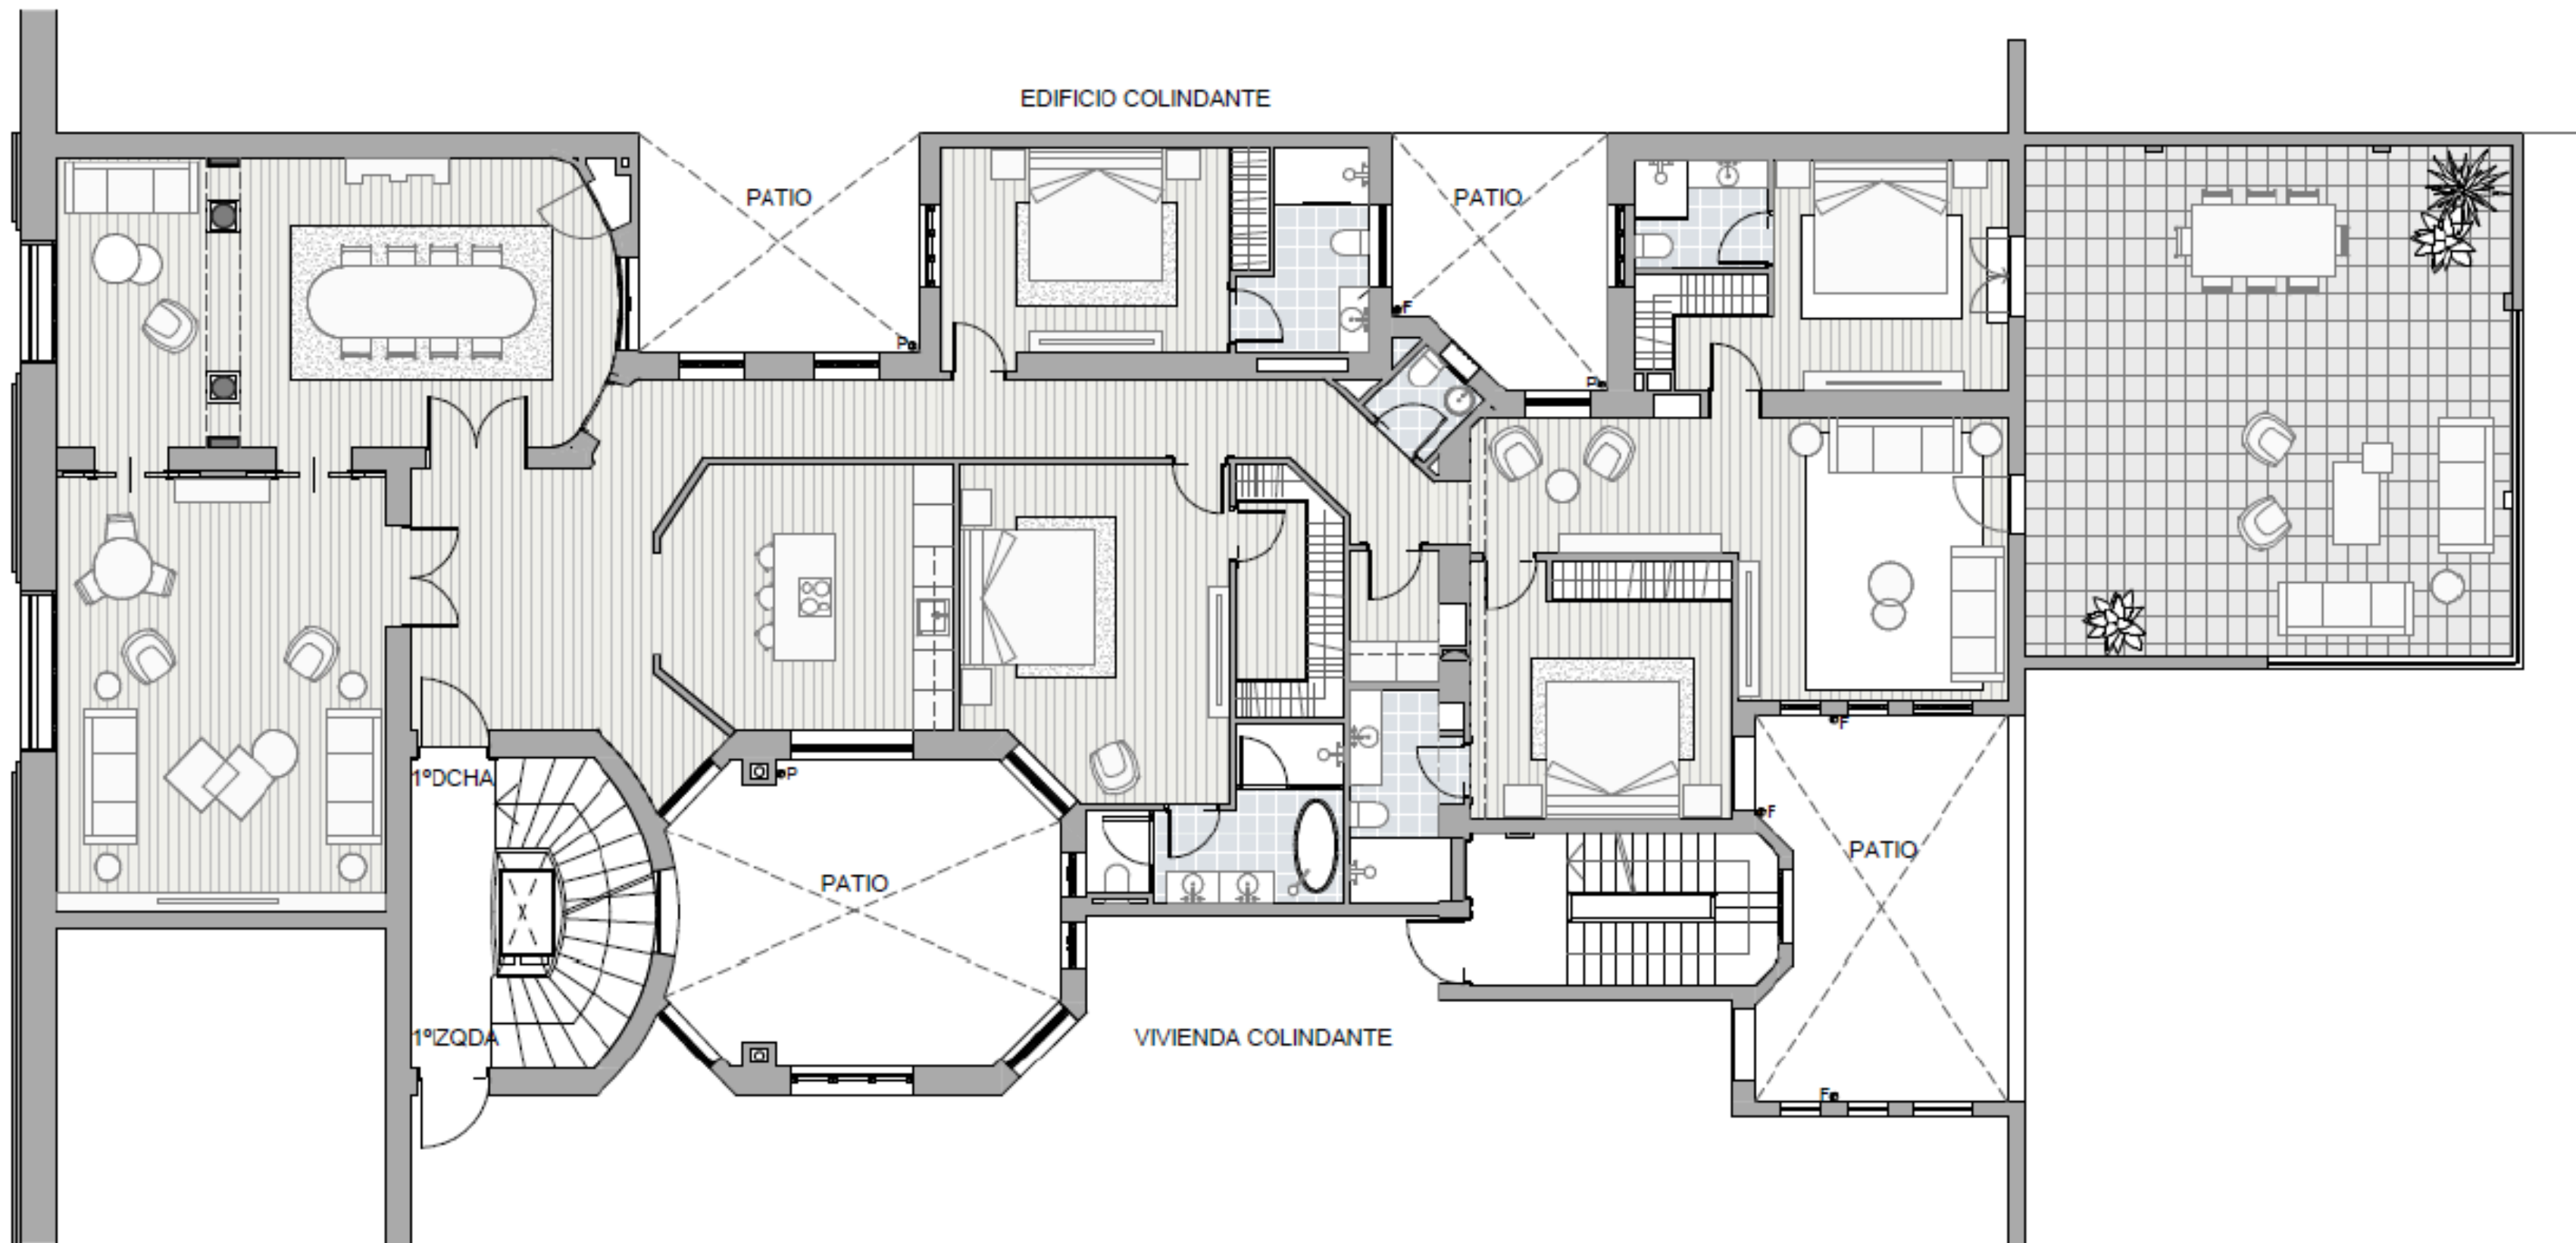 EDIFICIO COLINDANTE
PATIO
PATIO
F
P
P
F
1ºDCHA
P
F
PATIO
PATIO
X
1ºIZQDA
VIVIENDA COLINDANTE
F